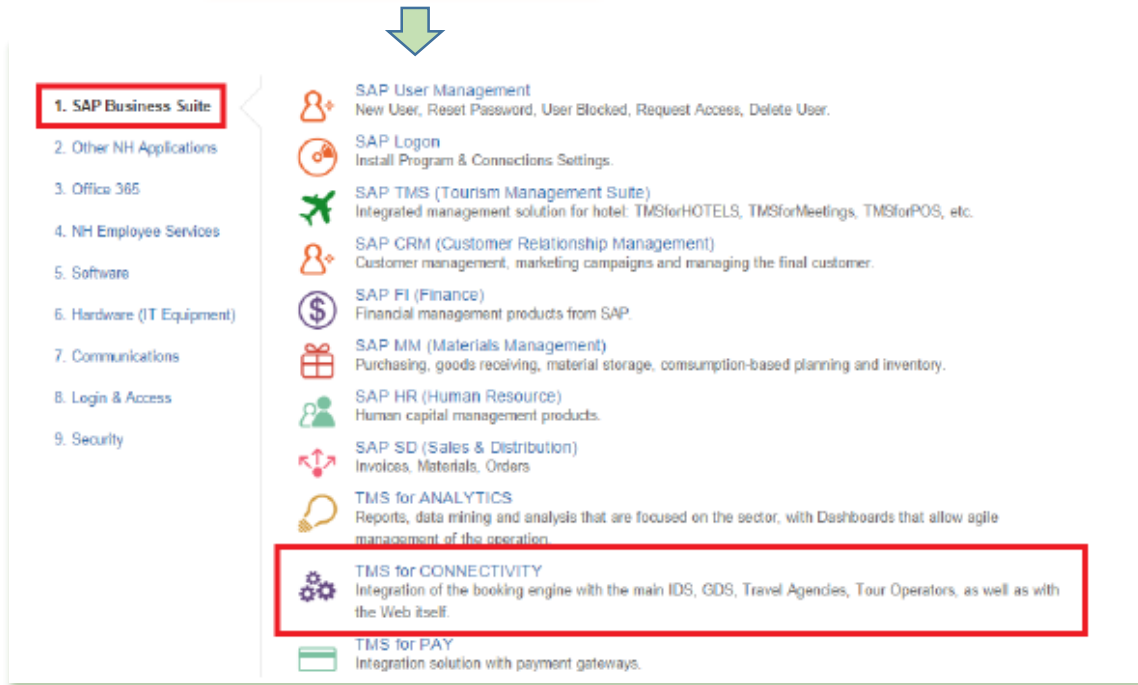 1. SAP Business Suite
2. Other NH Applications
3. Office 365
4. NH Employee Services
5. Software
6. Hardware (IT Equipment)
7. Communications
8. Login & Access
9. Security
SAP User Management
New User, Reset Password, User Blocked, Request Access, Delete User.
SAP Logon
Install Program & Connections Settings.
SAP TMS (Tourism Management Suite)
Integrated management solution for hotel: TMSforHOTELS, TMSforMeetings, TMSforPOS, etc.
SAP CRM (Customer Relationship Management)
Customer management, marketing campaigns and managing the final customer.
SAP FI (Finance)
Financial management products from SAP.
SAP MM (Materials Management)
Purchasing, goods receiving, material storage, comsumption-based planning and inventory.
SAP HR (Human Resource)
Human capital management products.
SAP SD (Sales & Distribution)
Invoices, Materials, Orders
TMS for ANALYTICS
Reports, data mining and analysis that are focused on the sector, with Dashboards that allow agile
management of the operation.
TMS for CONNECTIVITY
Integration of the booking engine with the main IDS, GDS, Travel Agencies, Tour Operators, as well as with
the Web itself.
TMS for PAY
Integration solution with payment gateways.